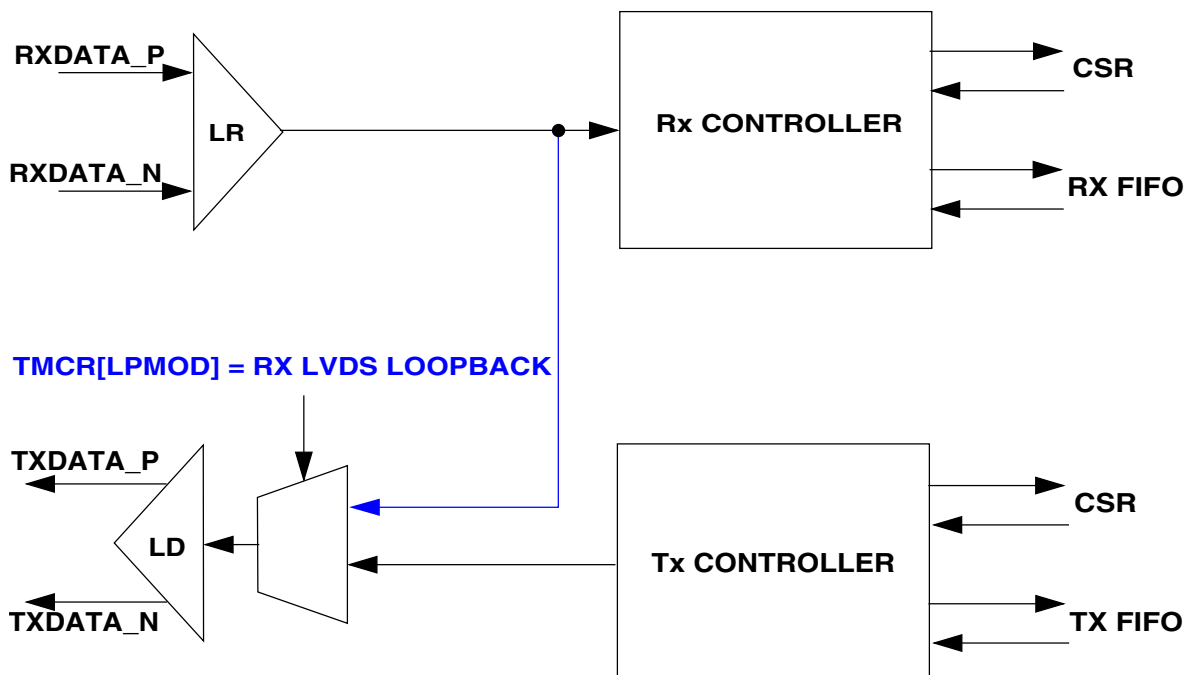 RXDATA_P
CSR
LR
Rx CONTROLLER
RXDATA_N
RX FIFO
TMCR[LPMOD] = RX LVDS LOOPBACK
TXDATA_P
CSR
LD
Tx CONTROLLER
TXDATA_N
TX FIFO